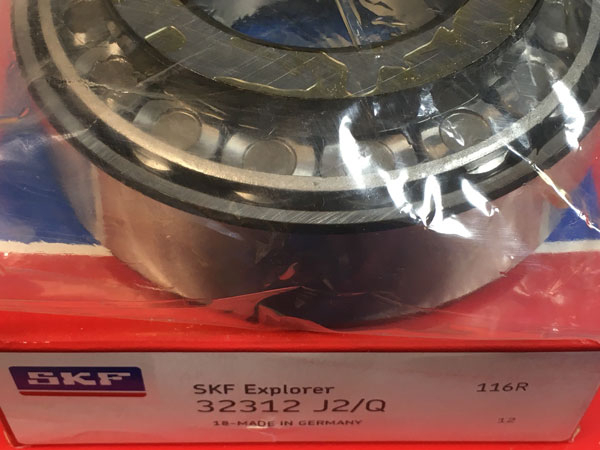 SKF
SKF Explorer
116R
32312 J2/Q
12
18-MADE IN GERMANY